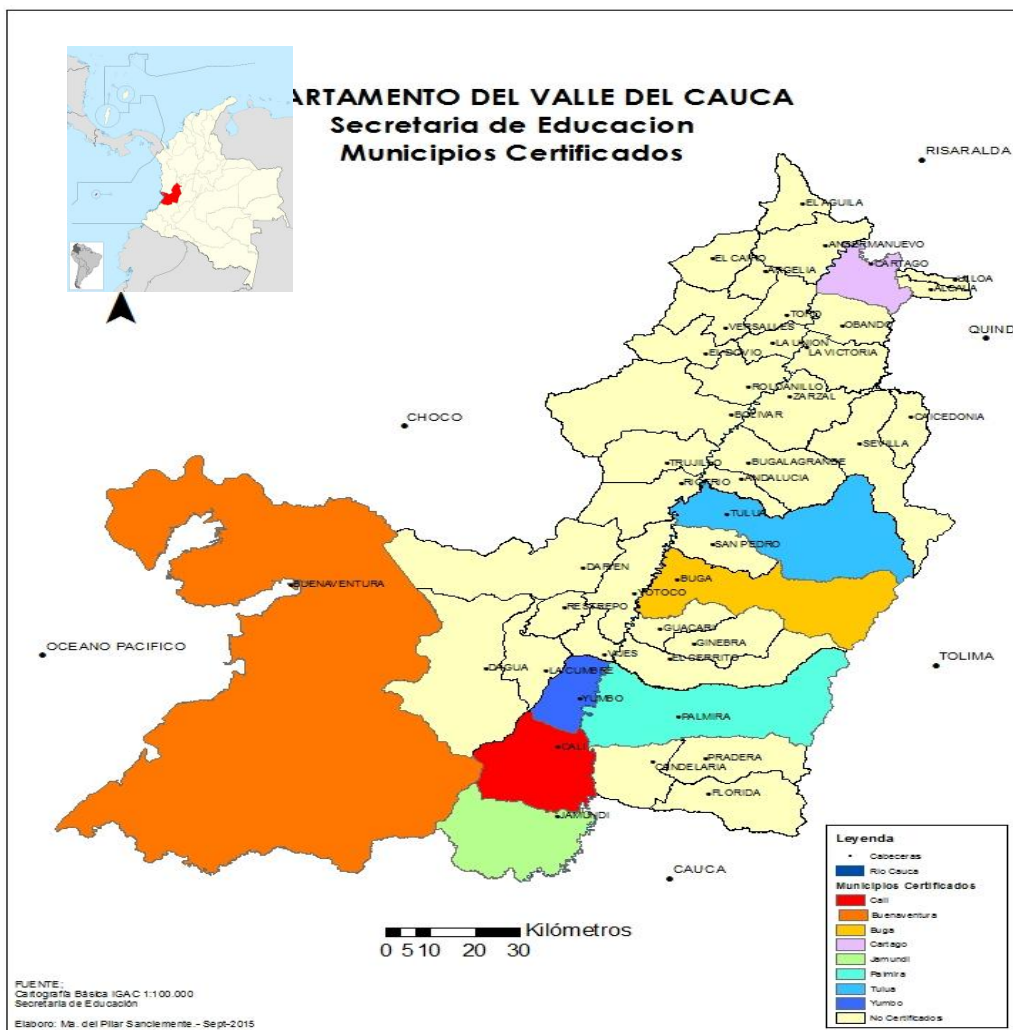 ARTAMENTO DEL VALLE DEL CAUCA
Secretaria de Educacion
Municipios Certificados
RISARALDA
EL AGUILA
ANSERMANUEVO
EL CAIRO
CARTAGO
ARGELIA
ULLOA
ALCALA
TORO
OBANDO
VERSALLES
QUIND
LA UNION
EL DOVIO
LA VICTORIA
ROLDANILLO
ZARZAL
CHOCO
BOLIVAR
CAICEDONIA
SEVILLA
TRUJILLO
BUGALAGRANDE
RIOFRIO
ANDALUCIA
TULUA
SAN PEDRO
DARIEN
BUENAVENTURA
BUGA
YOTOCO
RESTREPO
GUACARI
OCEANO PACIFICO
GINEBRA
VIJES
EL CERRITO
TOLIMA
DAGUA
LA CUMBRE
YUMBO
PALMIRA
CALI
PRADERA
CANDELARIA
FLORIDA
JAMUNDI
CAUCA
Kilómetros
0 5 10 20 30
Leyenda
Cabeceras
Rio Cauca
Municipios Certificados
Cali
Buenaventura
Buga
Cartago
Jamundi
Palmira
Tulua
Yumbo
No Certificados
FUENTE;
Cartografía Básica IGAC 1:100.000
Secretaria de Educación
Elaboro: Ma. del Pilar Sanclemente.- Sept-2015